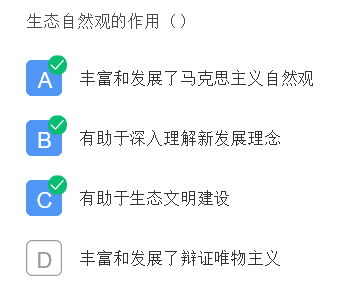 生态自然观的作用（）
A 丰富和发展了马克思主义自然观
B 有助于深入理解新发展理念
C 有助于生态文明建设
D 丰富和发展了辩证唯物主义